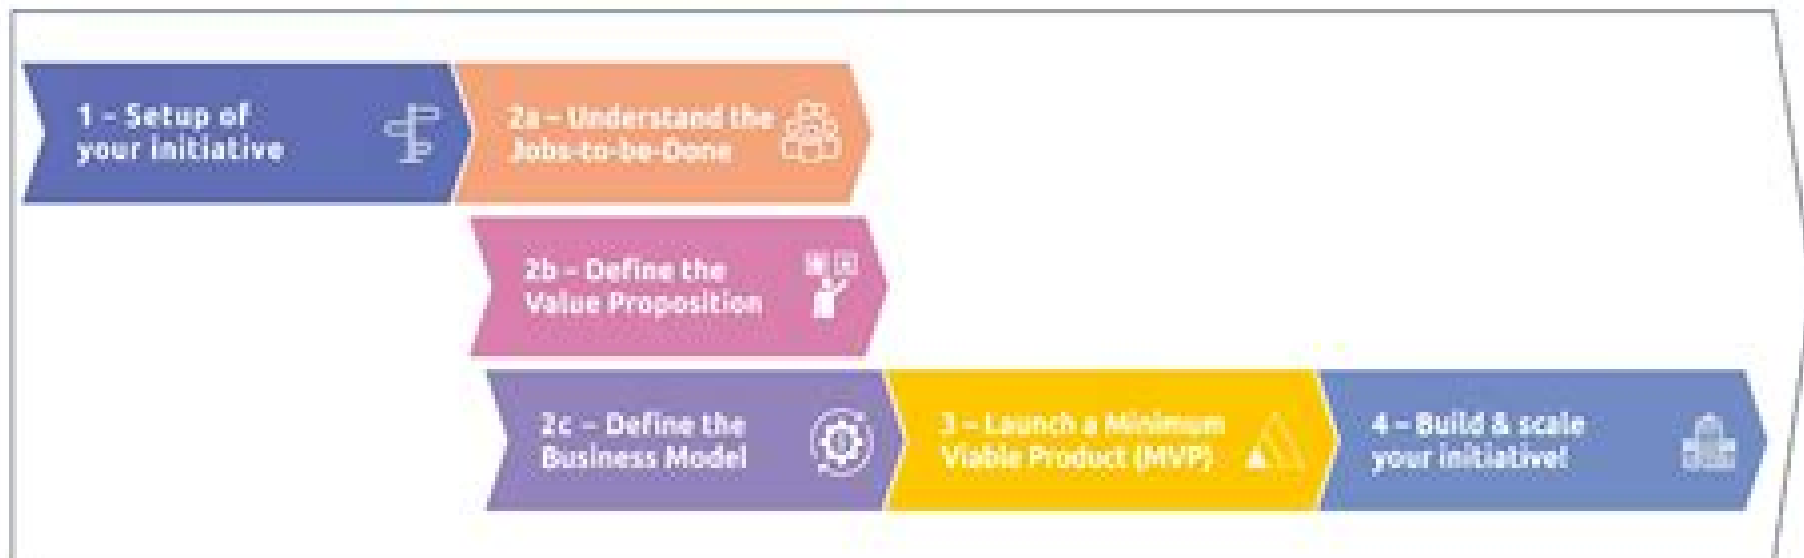 1 – Setup of
your initiative
2a – Understand the
Jobs-to-be-Done
2b – Define the
Value Proposition
2c – Define the
Business Model
3 – Launch a Minimum
Viable Product (MVP)
4 – Build & scale
your initiative!